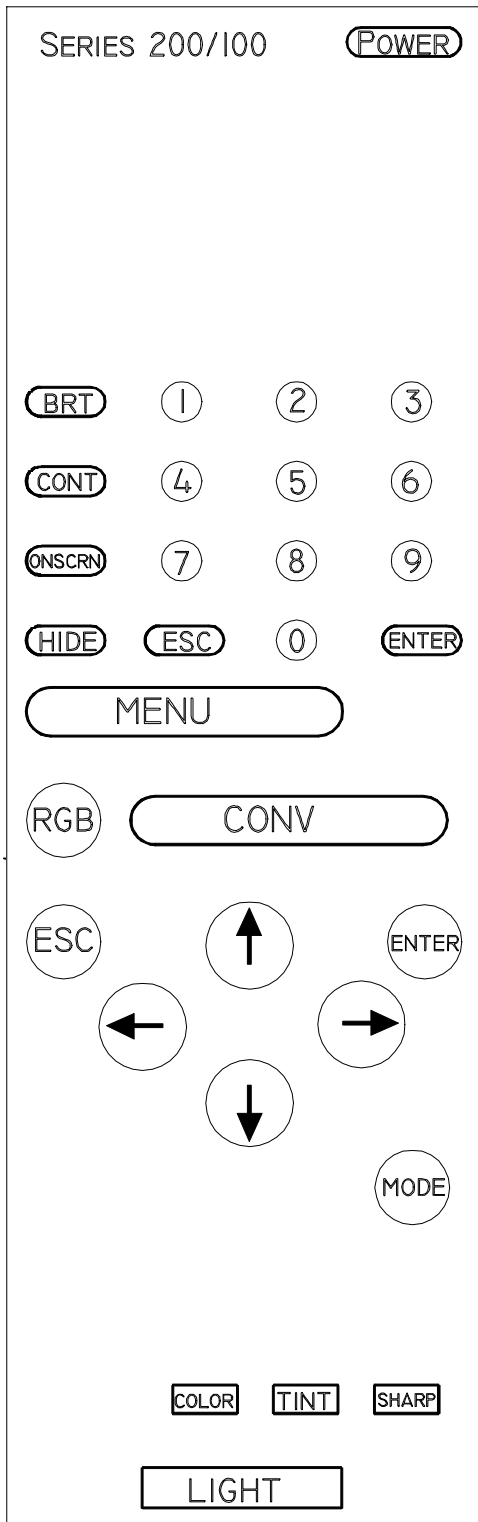 SERIES 200/100 POWER
BRT 1 2 3
CONT 4 5 6
ONSCRN 7 8 9
HIDE ESC 0 ENTER
MENU
RGB CONV
ESC ENTER
MODE
COLOR TINT SHARP
LIGHT